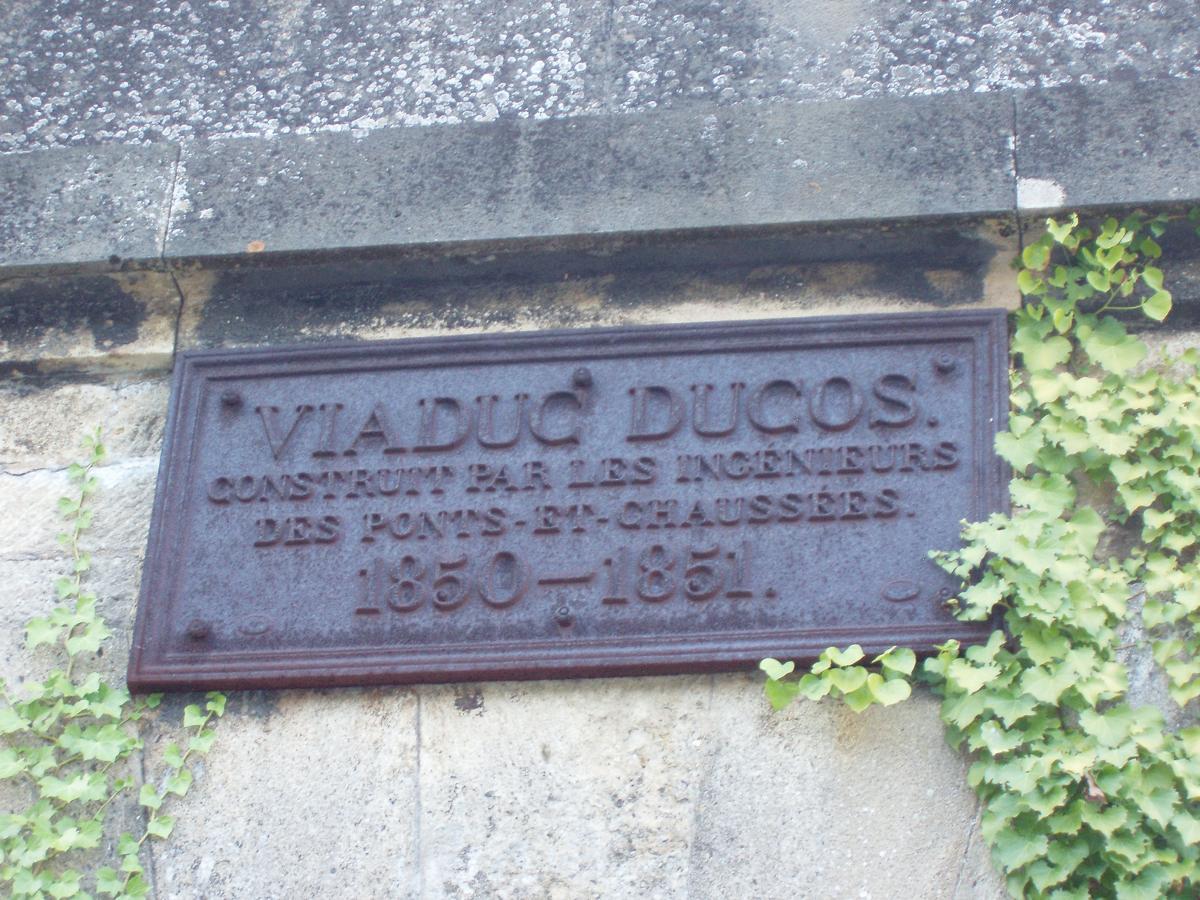 VIADUC DUCOS.
CONSTRUIT PAR LES INGÉNIEURS
DES PONTS-ET-CHAUSSÉES.
1850—1851.